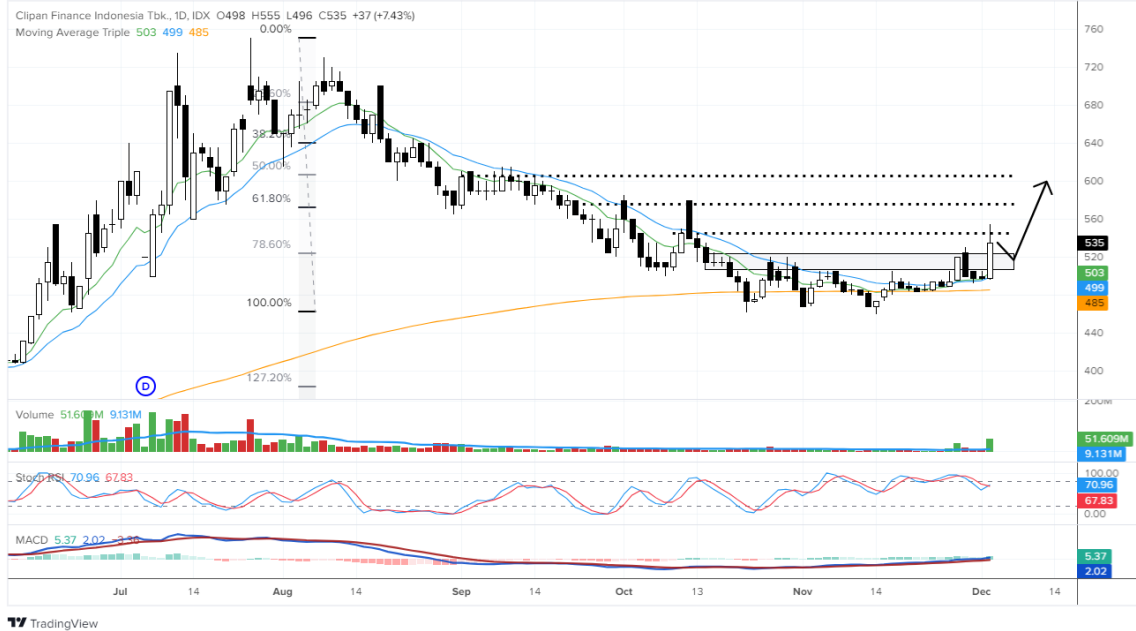 Clipan Finance Indonesia Tbk., 1D, IDX O498 H555 L496 C535 +37 (+7.43%)
Moving Average Triple 503 499 485
0.00%
38.20%
50.00%
61.80%
78.60%
100.00%
127.20%
D
760
720
680
640
600
560
535
520
503
499
485
440
400
Volume 51.609M 9.131M
200M
51.609M
9.131M
Stoch RSI 70.96 67.83
100.00
70.96
67.83
0.00
MACD 5.37 2.02 -3.36
5.37
2.02
Jul 14 Aug 14 Sep 14 Oct 13 Nov 14 Dec 14
TradingView